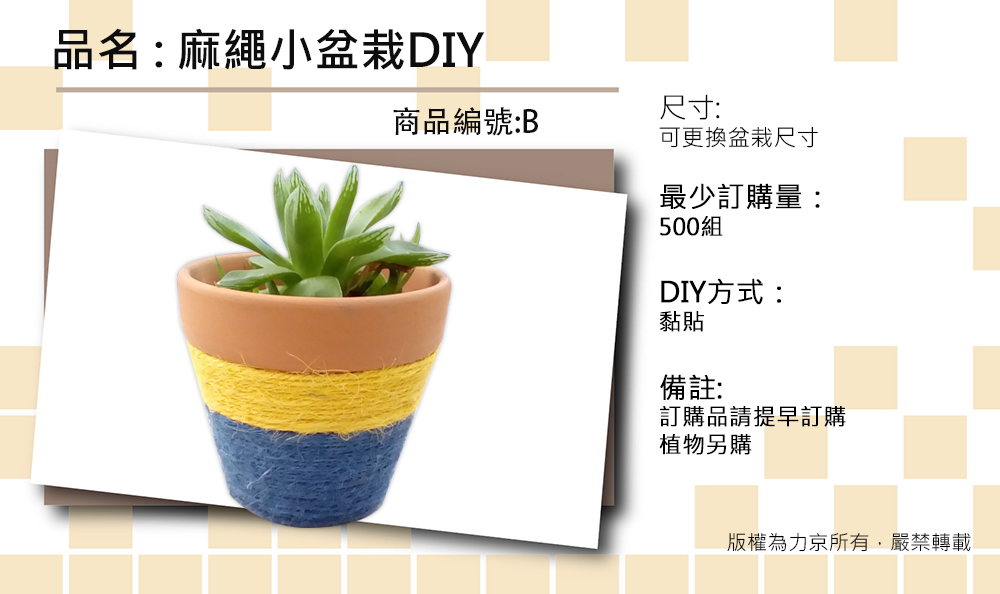 品名 : 麻繩小盆栽DIY
商品編號:B
尺寸:
可更換盆栽尺寸
最少訂購量：
500組
DIY方式：
黏貼
備註:
訂購品請提早訂購
植物另購
版權為力京所有，嚴禁轉載